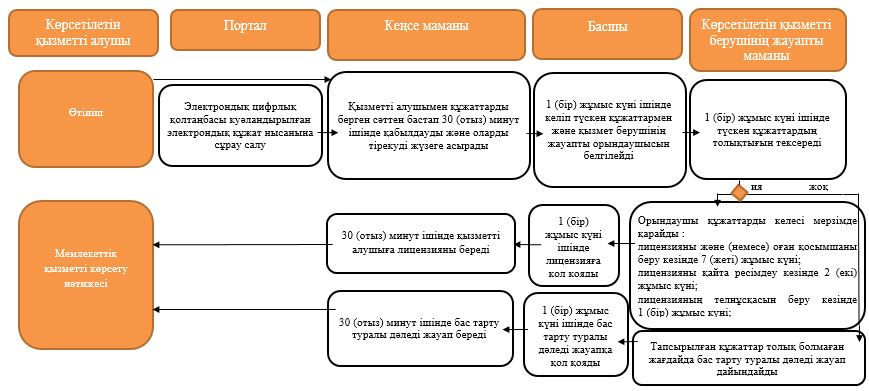 Көрсетілетін
қызметті алушы
Портал
Кеңсе маманы
Басшы
Көрсетілетін қызметті
берушінің жауапты
маманы
Өтініш
Электрондық цифрлық
қолтаңбасы куәландырылған
электрондық құжат нысанына
сұрау салу
Қызметті алушымен құжаттарды
берген сәттен бастап 30 (отыз) минут
ішінде қабылдауды және оларды
тіркеуді жүзеге асырады
1 (бір) жұмыс күні ішінде
келіп түскен құжаттармен
және қызмет берушінің
жауапты орындаушысын
белгілейді
1 (бір) жұмыс күні ішінде
түскен құжаттардың
толықтығын тексереді
ия жоқ
Мемлекеттік
қызметті көрсету
нәтижесі
30 (отыз) минут ішінде қызметті
алушыға лицензияны береді
1 (бір)
жұмыс күні
ішінде
лицензияға
қол қояды
Орындаушы құжаттарды келесі мерзімде
қарайды :
лицензияны және (немесе) оған қосымшаны
беру кезінде 7 (жеті) жұмыс күні;
лицензияны қайта ресімдеу кезінде 2 (екі)
жұмыс күні;
лицензияның телнұсқасын беру кезінде
1 (бір) жұмыс күні;
30 (отыз) минут ішінде бас тарту
туралы дәлелді жауап береді
1 (бір) жұмыс
күні ішінде бас
тарту туралы
дәлелді жауапқа
қол қояды
Тапсырылған құжаттар толық болмаған
жағдайда бас тарту туралы дәлелді жауап
дайындайды